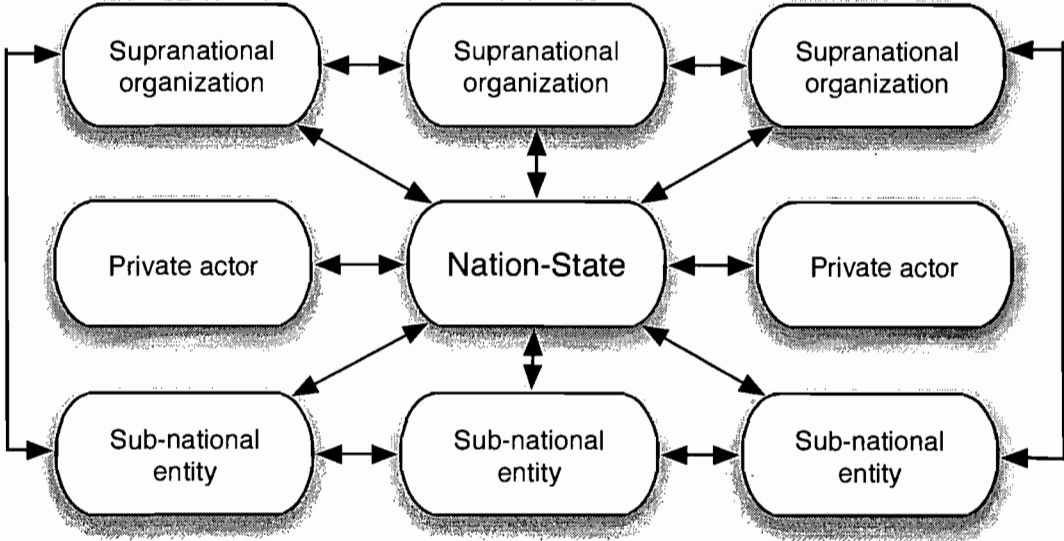 Supranational
organization
Supranational
organization
Supranational
organization
Private actor
Nation-State
Private actor
Sub-national
entity
Sub-national
entity
Sub-national
entity